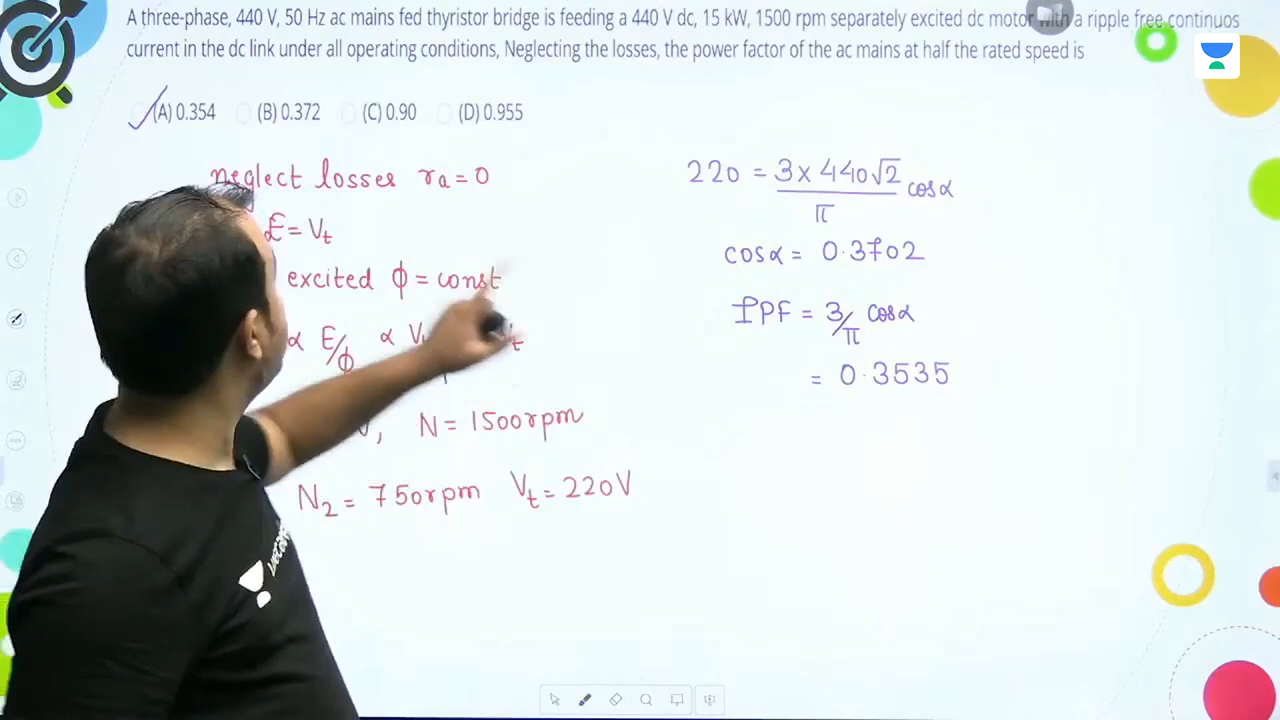 A three-phase, 440 V, 50 Hz ac mains fed thyristor bridge is feeding a 440 V dc, 15 kW, 1500 rpm separately excited dc motor with a ripple free continuos
current in the dc link under all operating conditions, Neglecting the losses, the power factor of the ac mains at half the rated speed is
(A) 0.354 (B) 0.372 (C) 0.90 (D) 0.955
neglect losses ra = 0
E = Vt
excited ϕ = const
∝ E/ϕ ∝
N = 1500rpm
N2 = 750rpm Vt = 220V
220 = 3 x 440√2 / π cosα
cosα = 0.3702
IPF = 3/π cosα
= 0.3535